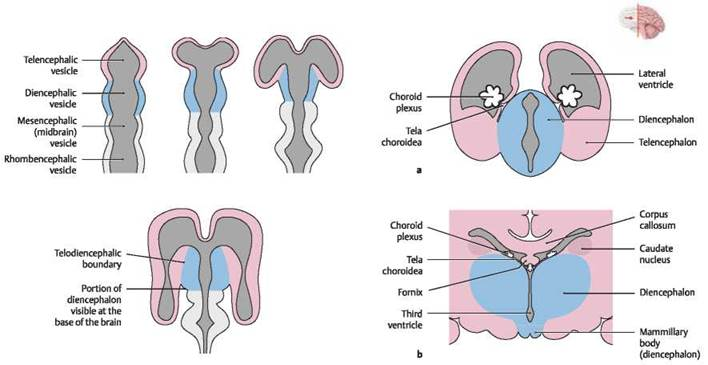 Telencephalic
vesicle
Diencephalic
vesicle
Mesencephalic
(midbrain)
vesicle
Rhombencephalic
vesicle
Choroid
plexus
Tela
choroidea
a
Lateral
ventricle
Diencephalon
Telencephalon
Telodiencephalic
boundary
Portion of
diencephalon
visible at the
base of the brain
Choroid
plexus
Tela
choroidea
Fornix
Third
ventricle
b
Corpus
callosum
Caudate
nucleus
Diencephalon
Mammillary
body
(diencephalon)